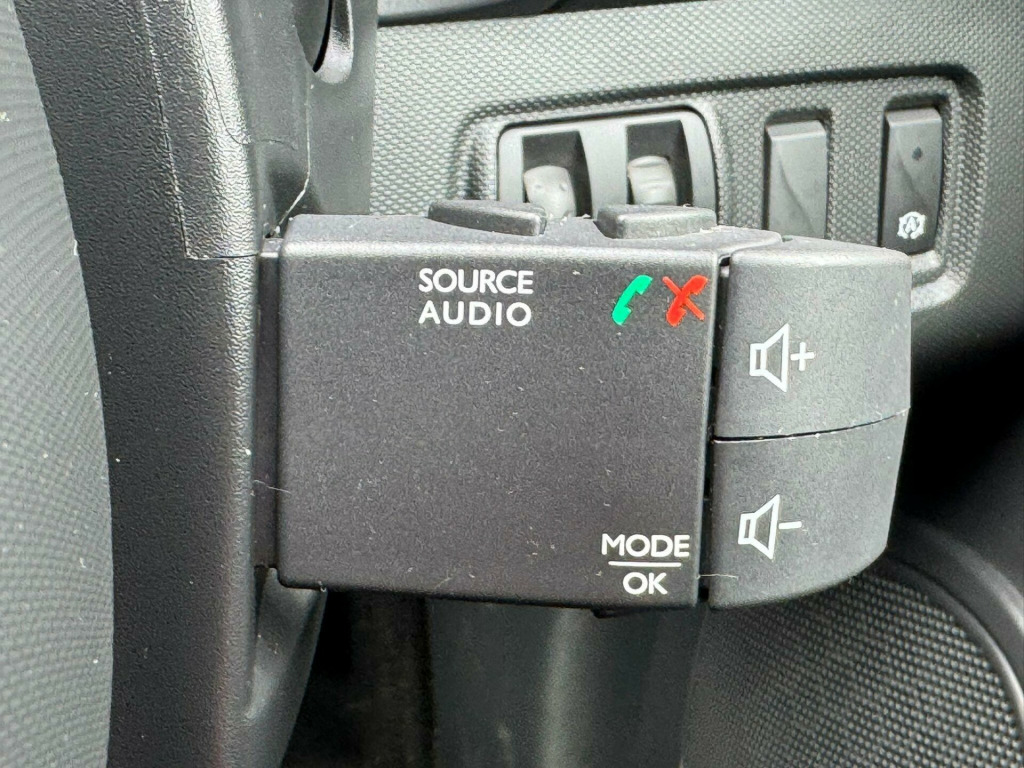 SOURCE
AUDIO
+
-
MODE
OK